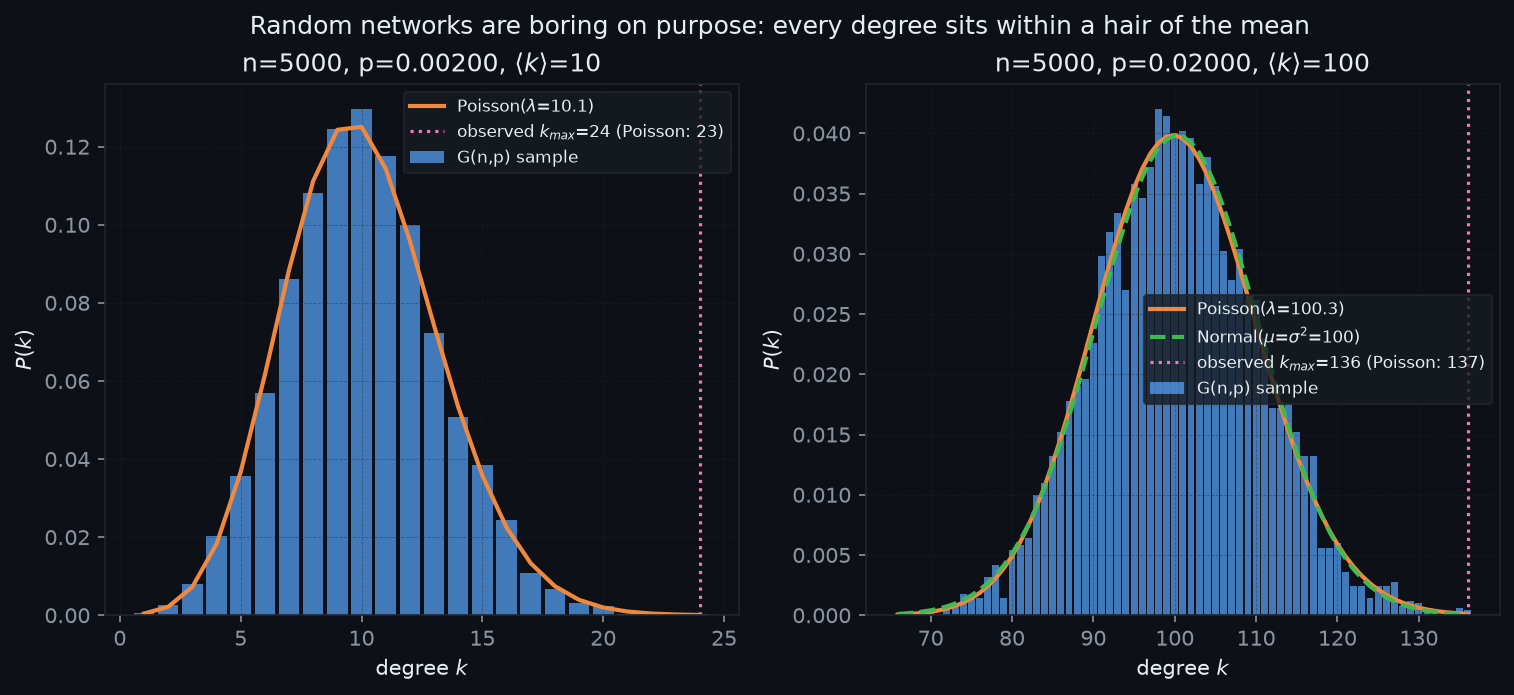 Random networks are boring on purpose: every degree sits within a hair of the mean
n=5000, p=0.00200, ⟨k⟩=10
P(k)
0.12
0.10
0.08
0.06
0.04
0.02
0.00
Poisson(λ=10.1)
observed kmax=24 (Poisson: 23)
G(n,p) sample
0 5 10 15 20 25
degree k
n=5000, p=0.02000, ⟨k⟩=100
P(k)
0.040
0.035
0.030
0.025
0.020
0.015
0.010
0.005
0.000
Poisson(λ=100.3)
Normal(μ=σ²=100)
observed kmax=136 (Poisson: 137)
G(n,p) sample
70 80 90 100 110 120 130
degree k